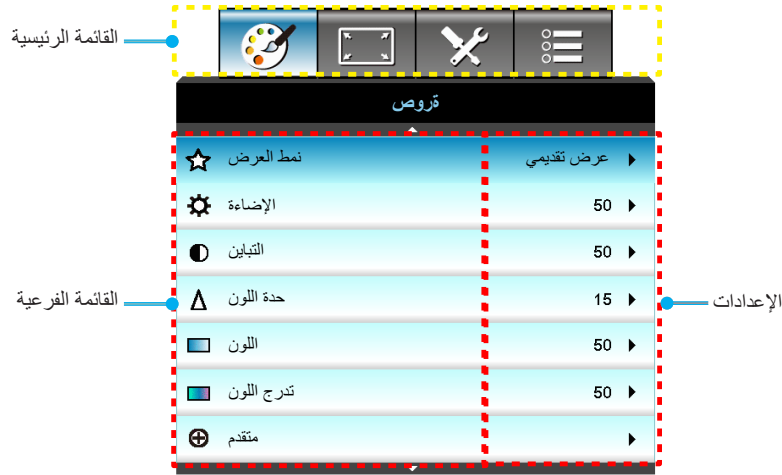 القائمة الرئيسية
ةروص
نمط العرض
عرض تقديمي
الإضاءة
50
التباين
50
القائمة الفرعية
حدة اللون
15
الإعدادات
اللون
50
تدرج اللون
50
متقدم